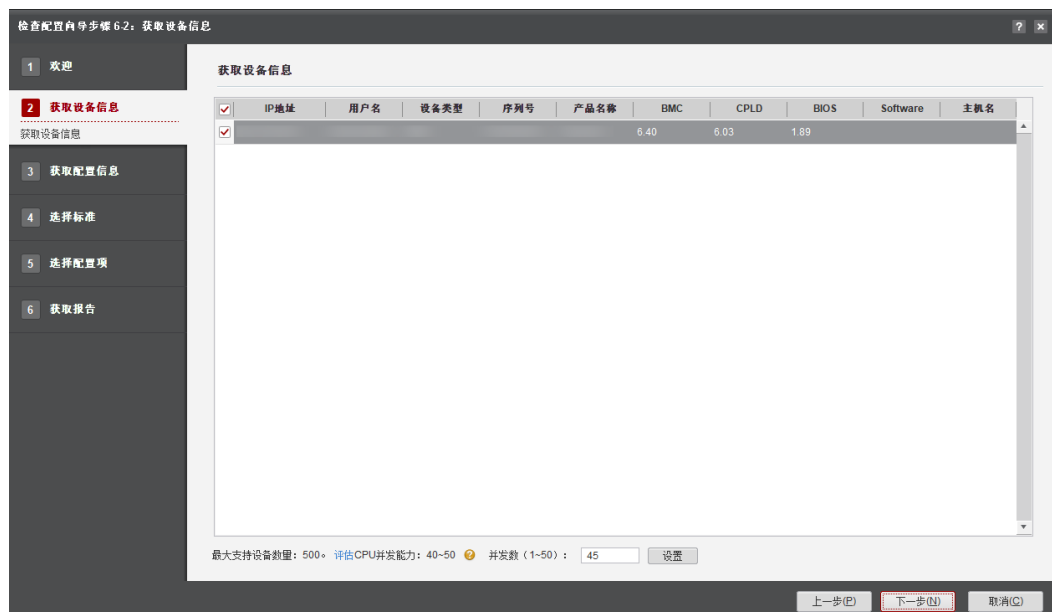 检查配置向导步骤 6-2：获取设备信息
? ×
1 欢迎
2 获取设备信息
获取设备信息
3 获取配置信息
4 选择标准
5 选择配置项
6 获取报告
获取设备信息
IP地址 用户名 设备类型 序列号 产品名称 BMC CPLD BIOS Software 主机名
6.40 6.03 1.89
最大支持设备数量：500。 评估CPU并发能力：40~50 ? 并发数（1~50）： 45 设置
上一步(P) 下一步(N) 取消(C)